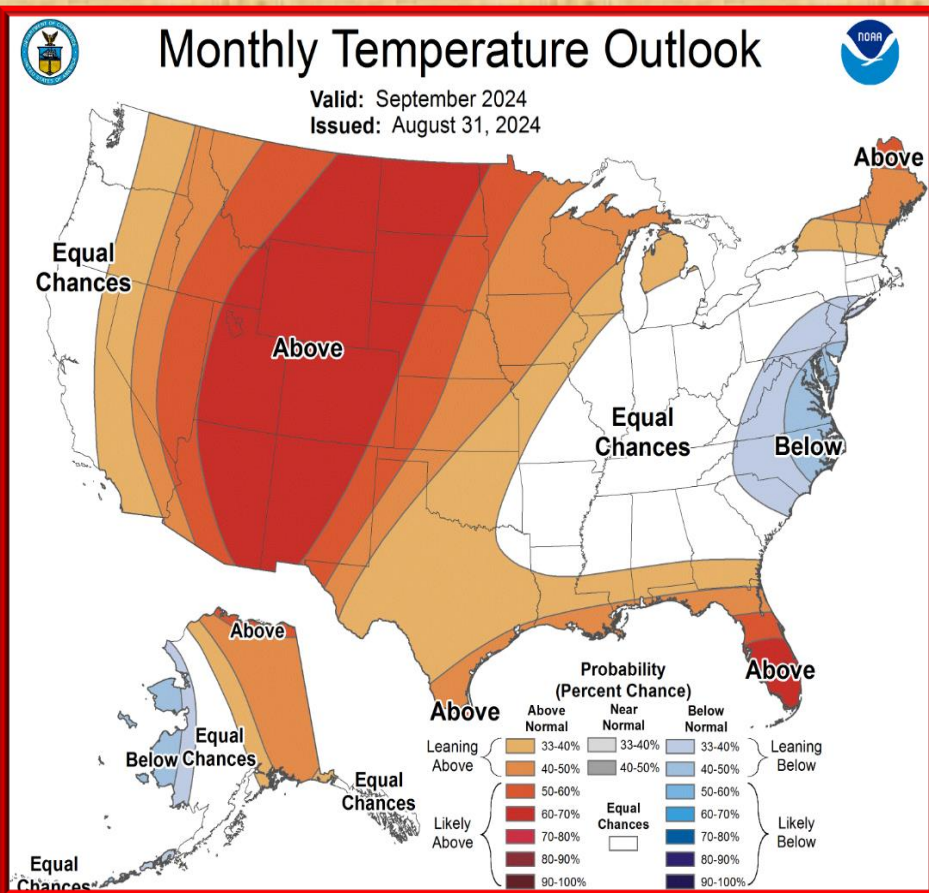 Monthly Temperature Outlook
NOAA
Valid: September 2024
Issued: August 31, 2024
Above
Equal
Chances
Above
Equal
Chances
Below
Above
Above
Above
Equal
Chances
Below
Equal
Chances
Equal
Chances
Probability
(Percent Chance)
Above
Normal
Near
Normal
Below
Normal
Leaning
Above
33-40%
33-40%
33-40%
Leaning
Below
40-50%
40-50%
40-50%
Likely
Above
50-60%
Equal
Chances
50-60%
Likely
Below
60-70%
60-70%
70-80%
70-80%
80-90%
80-90%
90-100%
90-100%